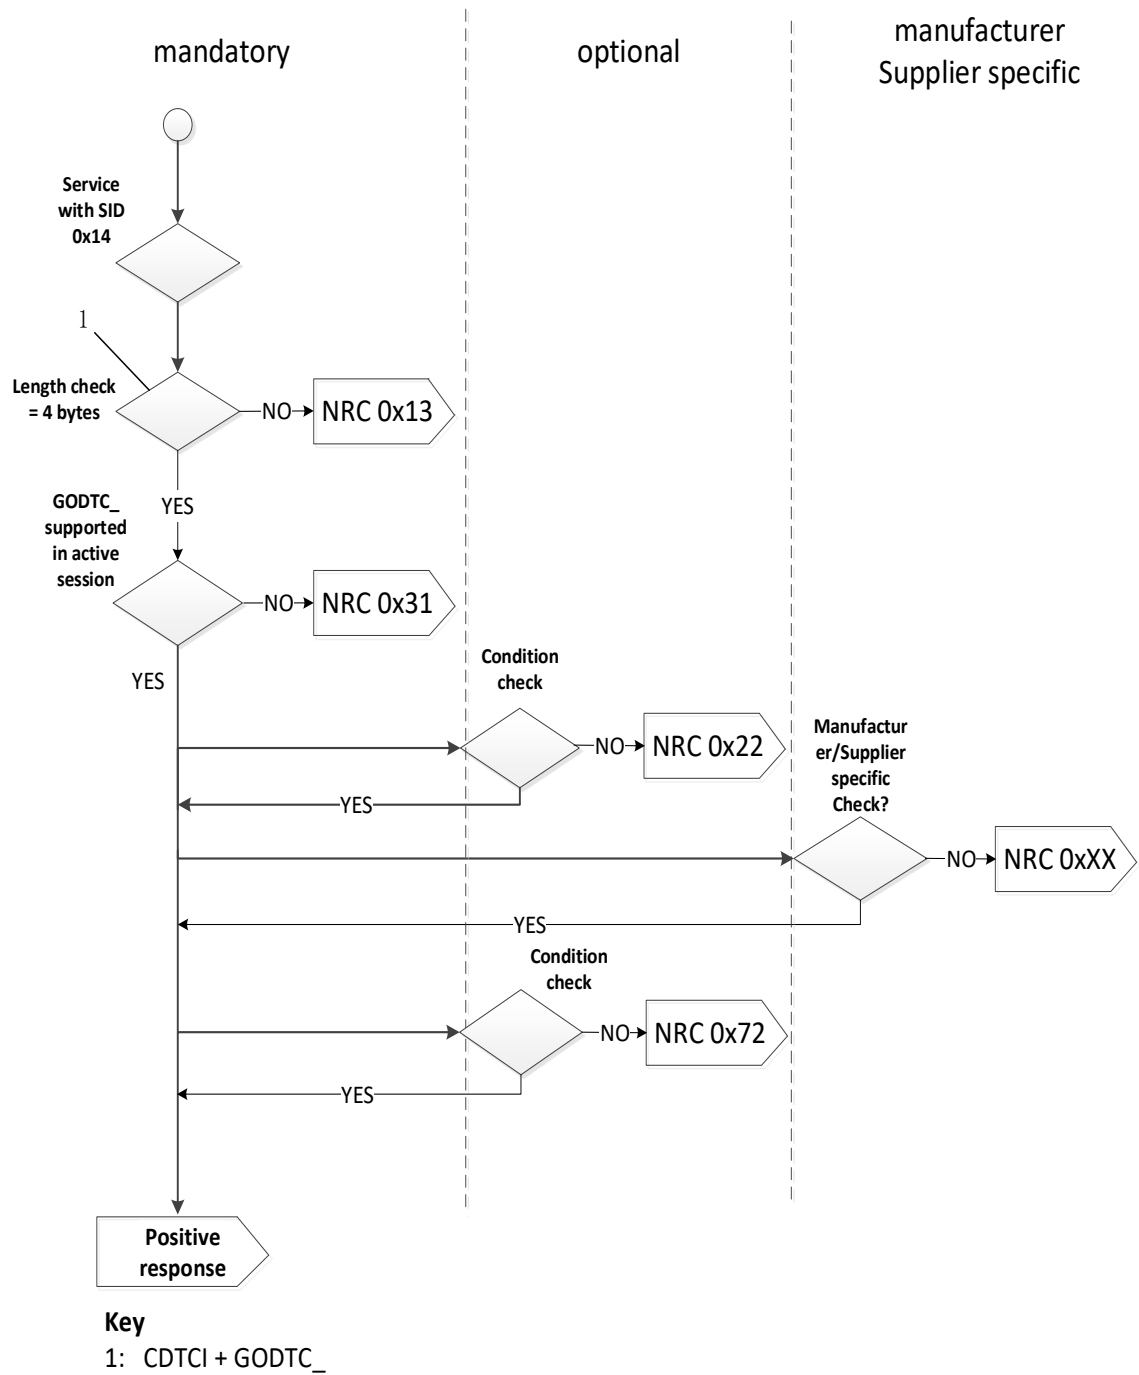 mandatory
optional
manufacturer
Supplier specific
Service
with SID
0x14
1
Length check
= 4 bytes
NO
NRC 0x13
YES
GODTC_
supported
in active
session
NO
NRC 0x31
YES
Condition
check
NO
NRC 0x22
YES
Manufactur
er/Supplier
specific
Check?
NO
NRC 0xXX
YES
Condition
check
NO
NRC 0x72
YES
Positive
response
Key
1: CDTCI + GODTC_